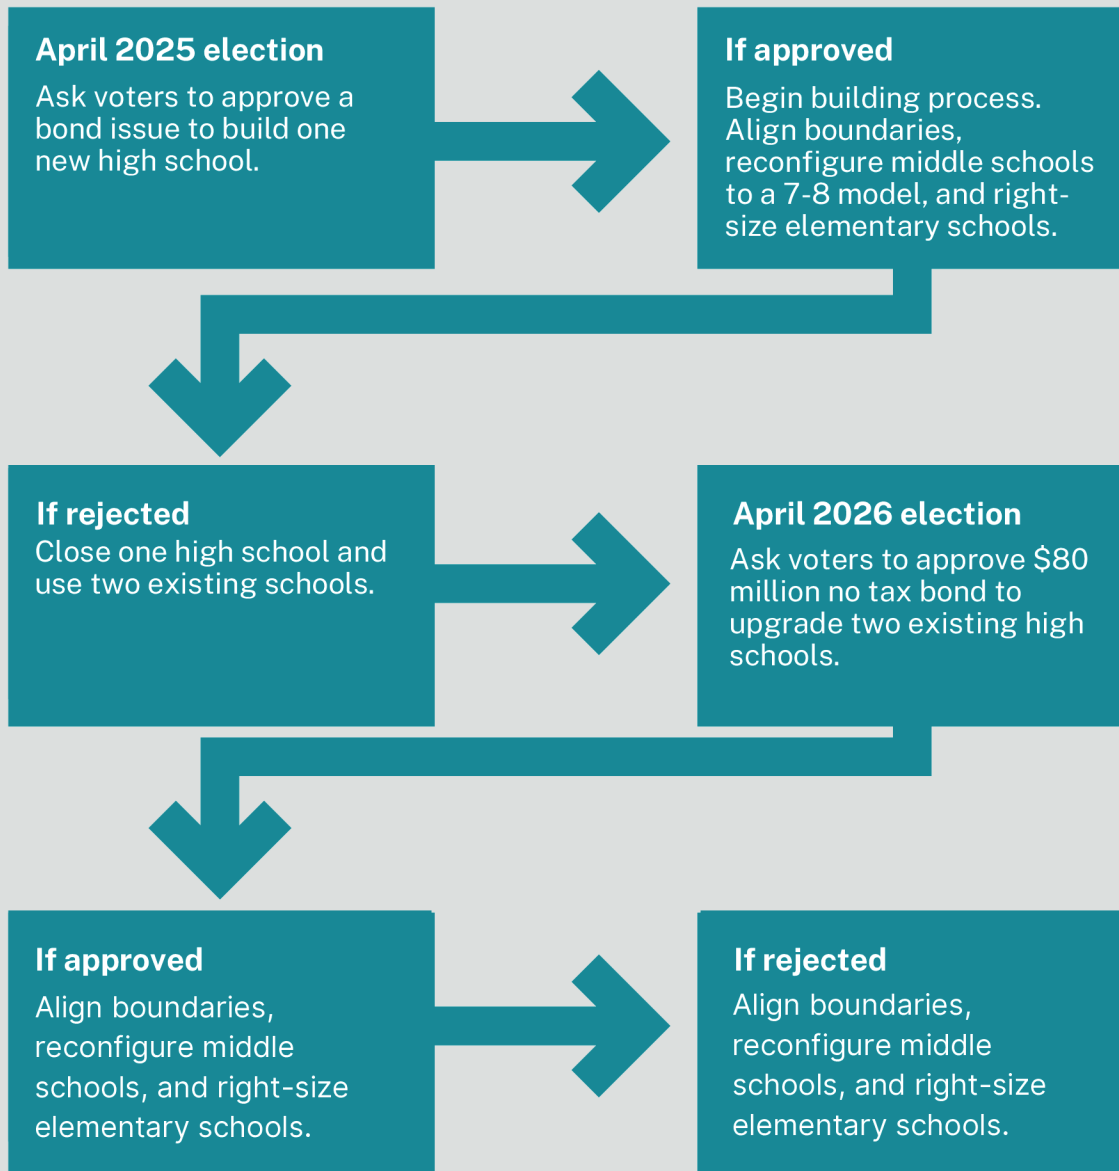 April 2025 election
Ask voters to approve a
bond issue to build one
new high school.
If approved
Begin building process.
Align boundaries,
reconfigure middle schools
to a 7-8 model, and right-
size elementary schools.
If rejected
Close one high school and
use two existing schools.
April 2026 election
Ask voters to approve $80
million no tax bond to
upgrade two existing high
schools.
If approved
Align boundaries,
reconfigure middle
schools, and right-size
elementary schools.
If rejected
Align boundaries,
reconfigure middle
schools, and right-size
elementary schools.